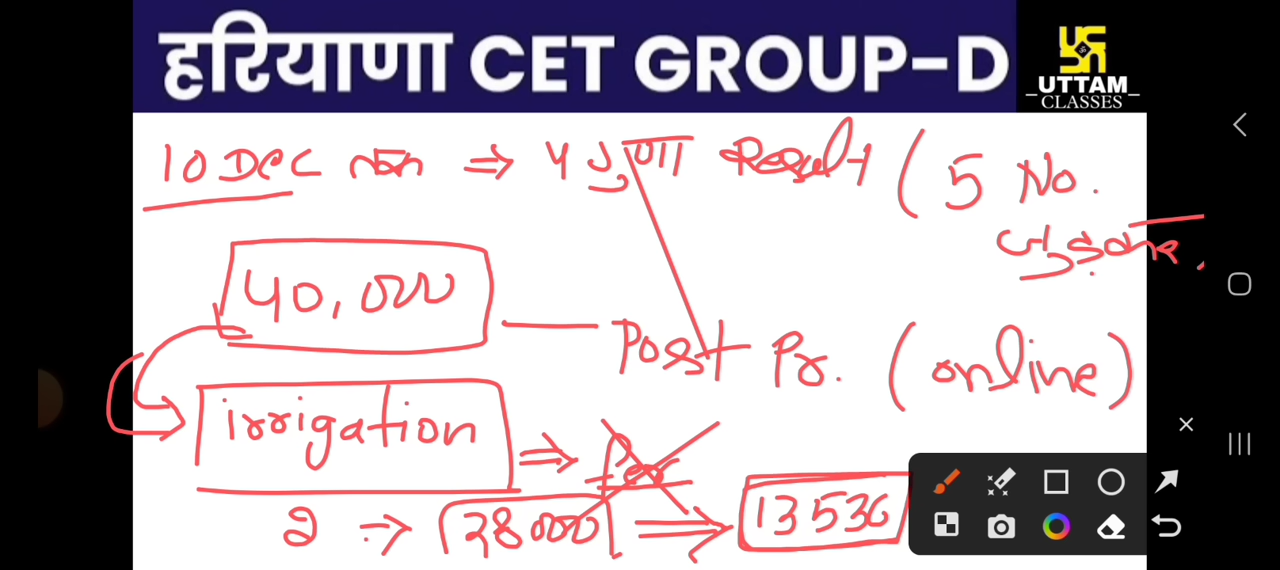 हरियाणा CET GROUP-D
UTTAM
CLASSES
10 Dec तक ⇒ 4 गुणा Result ( 5 No.
40,000
Post Pr. (online)
irrigation ⇒
2 ⇒ 38000 ⇒ 13536